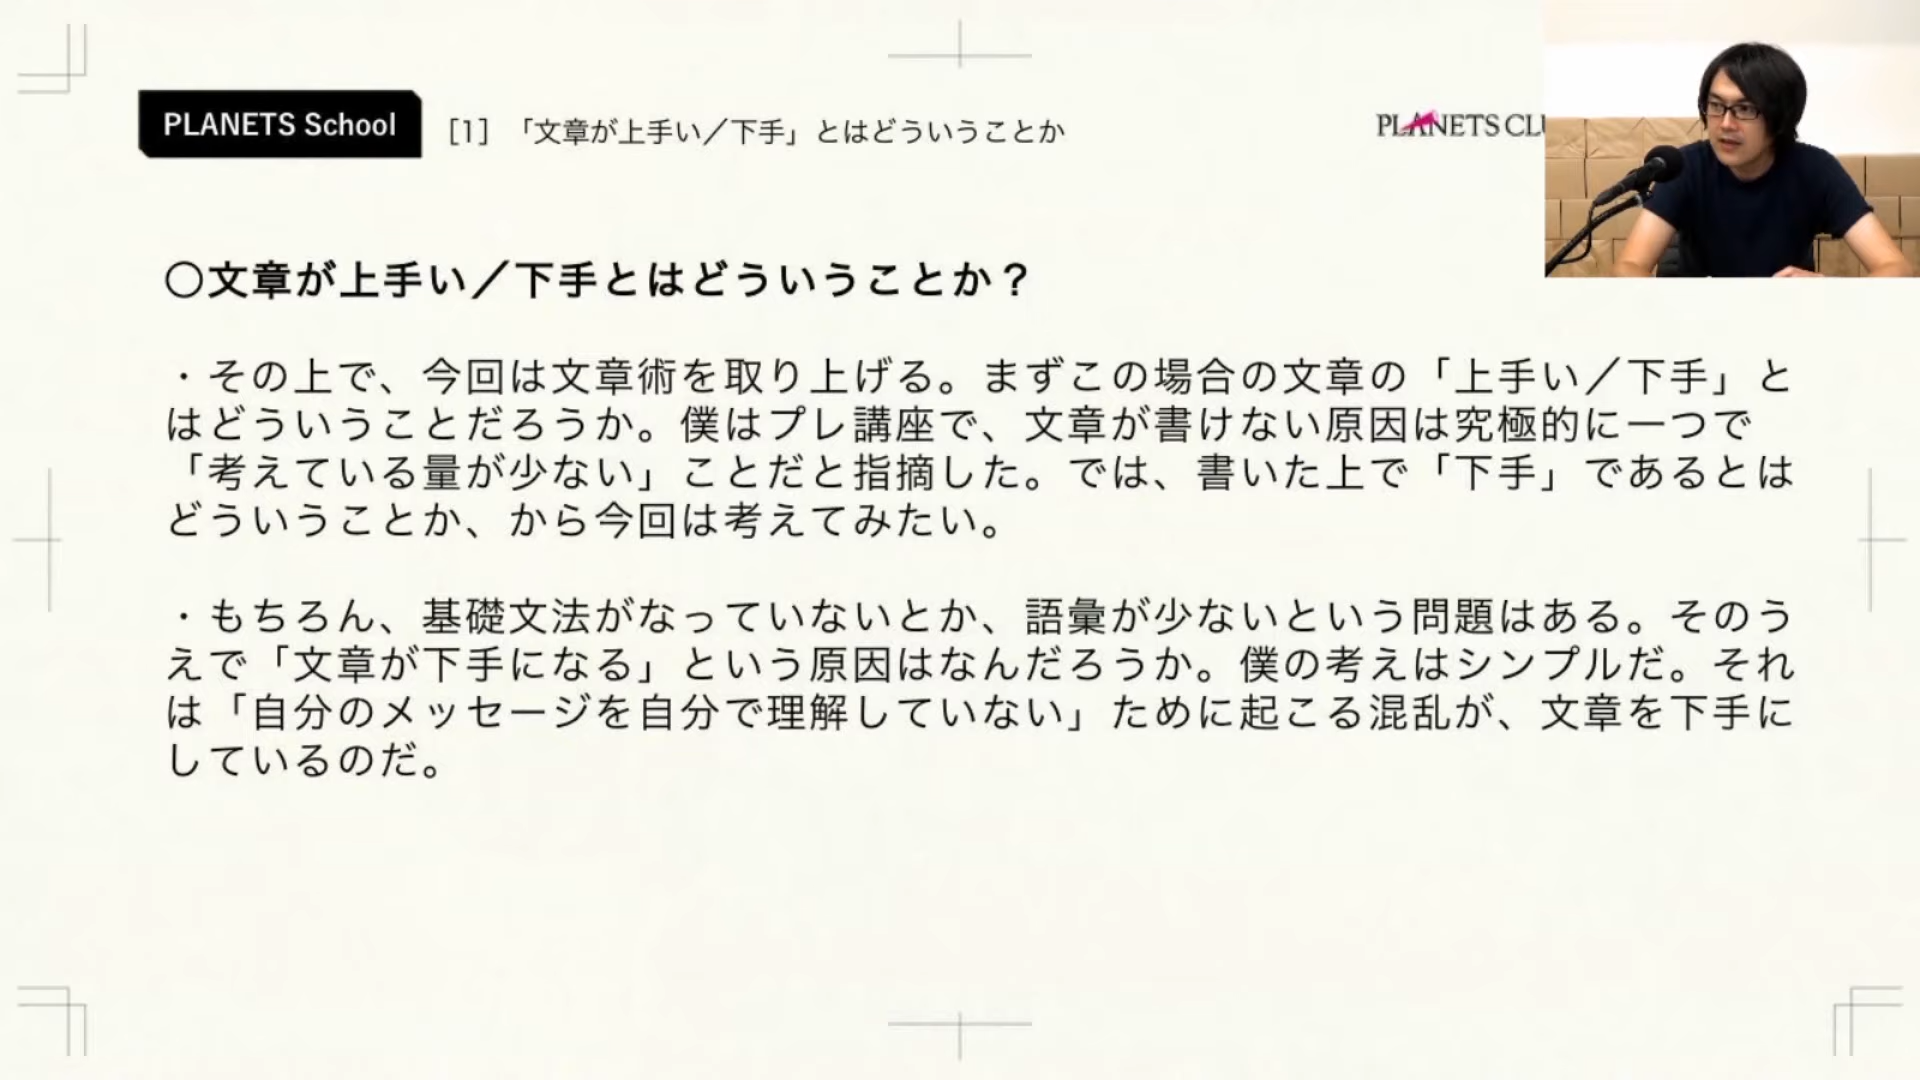 PLANETS School
[1] 「文章が上手い／下手」とはどういうことか
PLANETS CLU
〇文章が上手い／下手とはどういうことか？
・その上で、今回は文章術を取り上げる。まずこの場合の文章の「上手い／下手」と
はどういうことだろうか。僕はプレ講座で、文章が書けない原因は究極的に一つで
「考えている量が少ない」ことだと指摘した。では、書いた上で「下手」であるとは
どういうことか、から今回は考えてみたい。
・もちろん、基礎文法がなっていないとか、語彙が少ないという問題はある。そのう
えで「文章が下手になる」という原因はなんだろうか。僕の考えはシンプルだ。それ
は「自分のメッセージを自分で理解していない」ために起こる混乱が、文章を下手に
しているのだ。